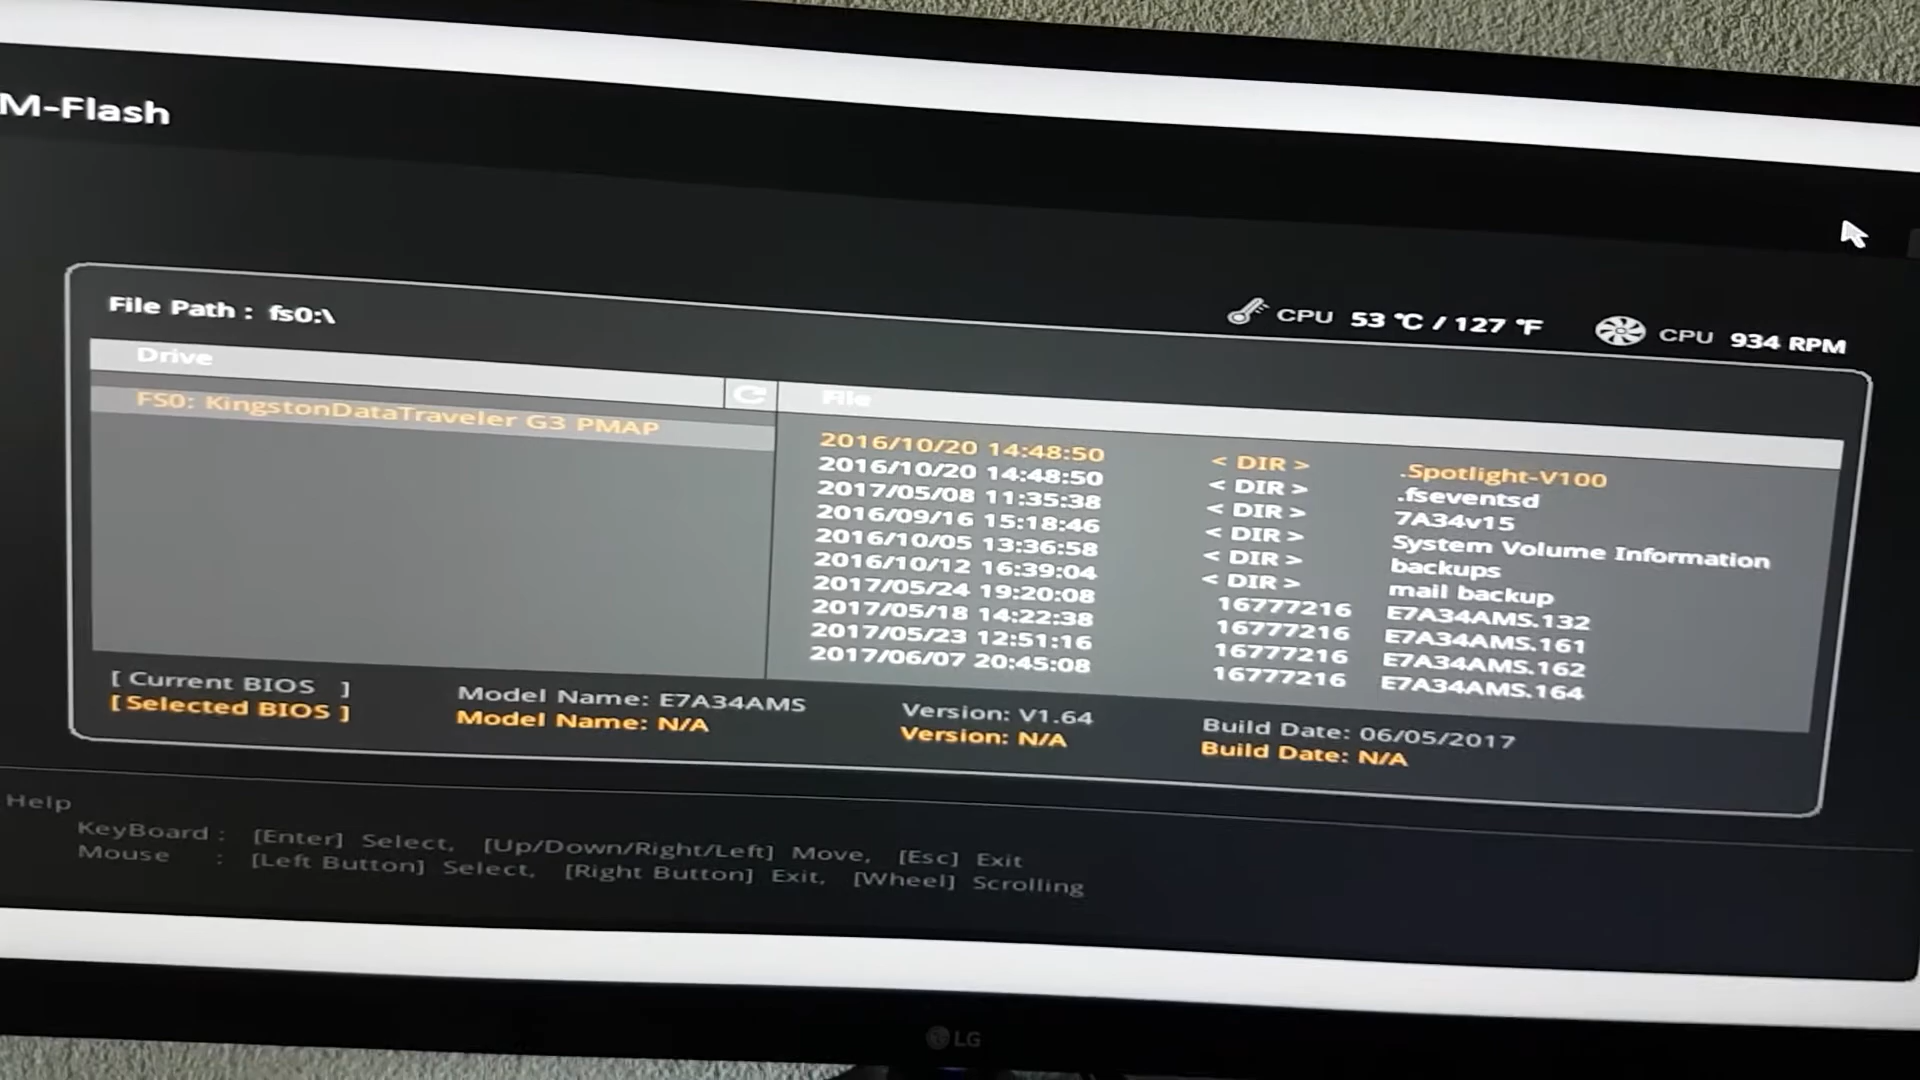 M-Flash
File Path : fs0:\
CPU 53 °C / 127 °F CPU 934 RPM
Drive
File
FS0: KingstonDataTraveler G3 PMAP
2016/10/20 14:48:50 < DIR > .Spotlight-V100
2016/10/20 14:48:50 < DIR > .fseventsd
2017/05/08 11:35:38 < DIR > 7A34v15
2016/09/16 15:18:46 < DIR > System Volume Information
2016/10/05 13:36:58 < DIR > backups
2016/10/12 16:39:04 < DIR > mail backup
2017/05/24 19:20:08 16777216 E7A34AMS.132
2017/05/18 14:22:38 16777216 E7A34AMS.161
2017/05/23 12:51:16 16777216 E7A34AMS.162
2017/06/07 20:45:08 16777216 E7A34AMS.164
[ Current BIOS ] Model Name: E7A34AMS Version: V1.64 Build Date: 06/05/2017
[ Selected BIOS ] Model Name: N/A Version: N/A Build Date: N/A
Help
KeyBoard : [Enter] Select, [Up/Down/Right/Left] Move, [Esc] Exit
Mouse : [Left Button] Select, [Right Button] Exit, [Wheel] Scrolling
LG